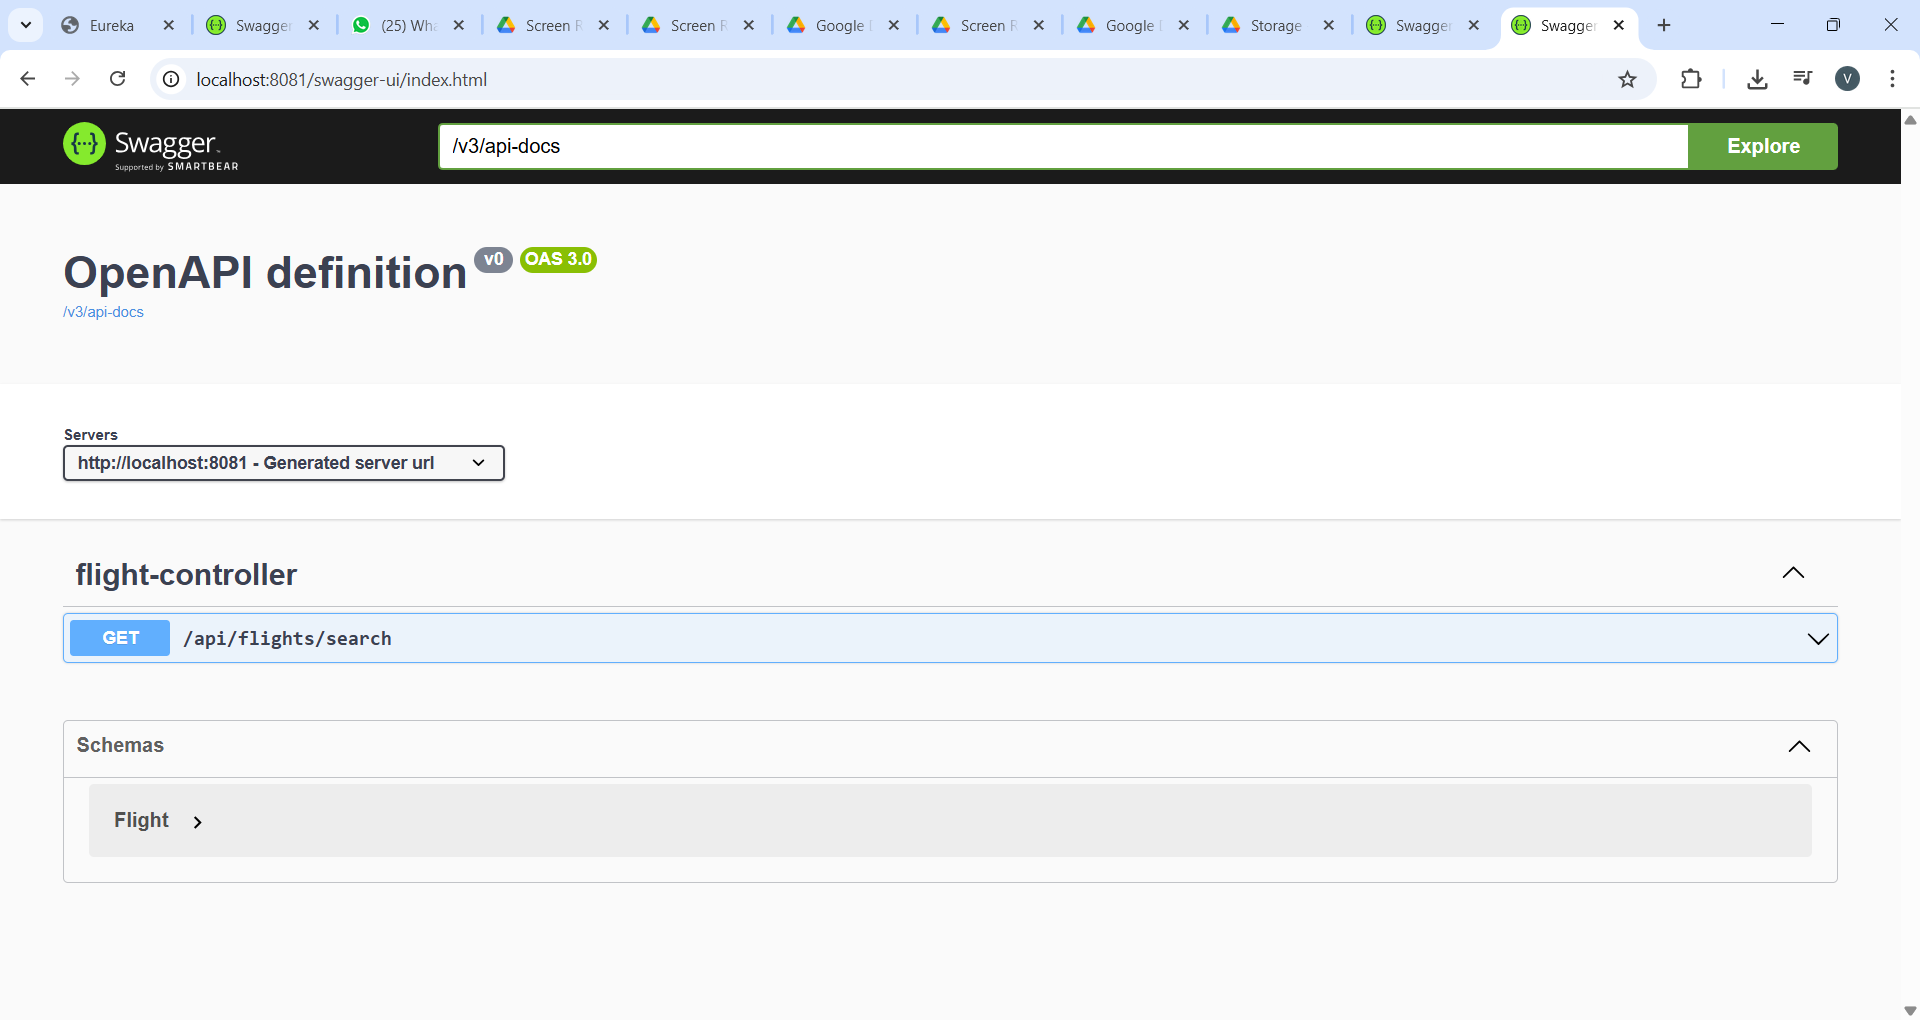 Eureka
Swagger
(25) Wha
Screen R
Screen R
Google
Screen R
Google D
Storage
Swagger
Swagger
localhost:8081/swagger-ui/index.html
V
Swagger
Supported by SMARTBEAR
/v3/api-docs
Explore
OpenAPI definition
v0
OAS 3.0
/v3/api-docs
Servers
http://localhost:8081 - Generated server url
flight-controller
GET
/api/flights/search
Schemas
Flight